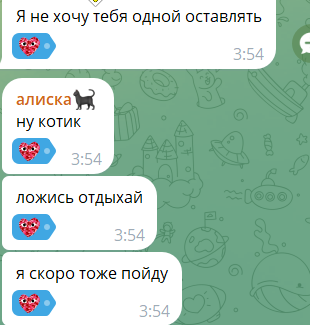 Я не хочу тебя одной оставлять
3:54
алиска🐈‍⬛
ну котик
3:54
ложись отдыхай
3:54
я скоро тоже пойду
3:54